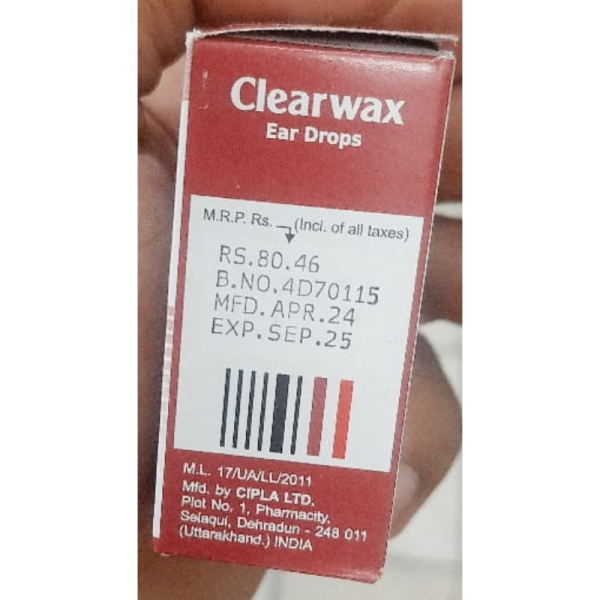 Clearwax
Ear Drops
M.R.P. Rs. (Incl. of all taxes)
RS.80.46
B.NO.4D70115
MFD.APR.24
EXP.SEP.25
M.L. 17/UA/LL/2011
Mfd. by CIPLA LTD.
Plot No. 1, Pharmacity,
Selaqui, Dehradun - 248 011
(Uttarakhand.) INDIA